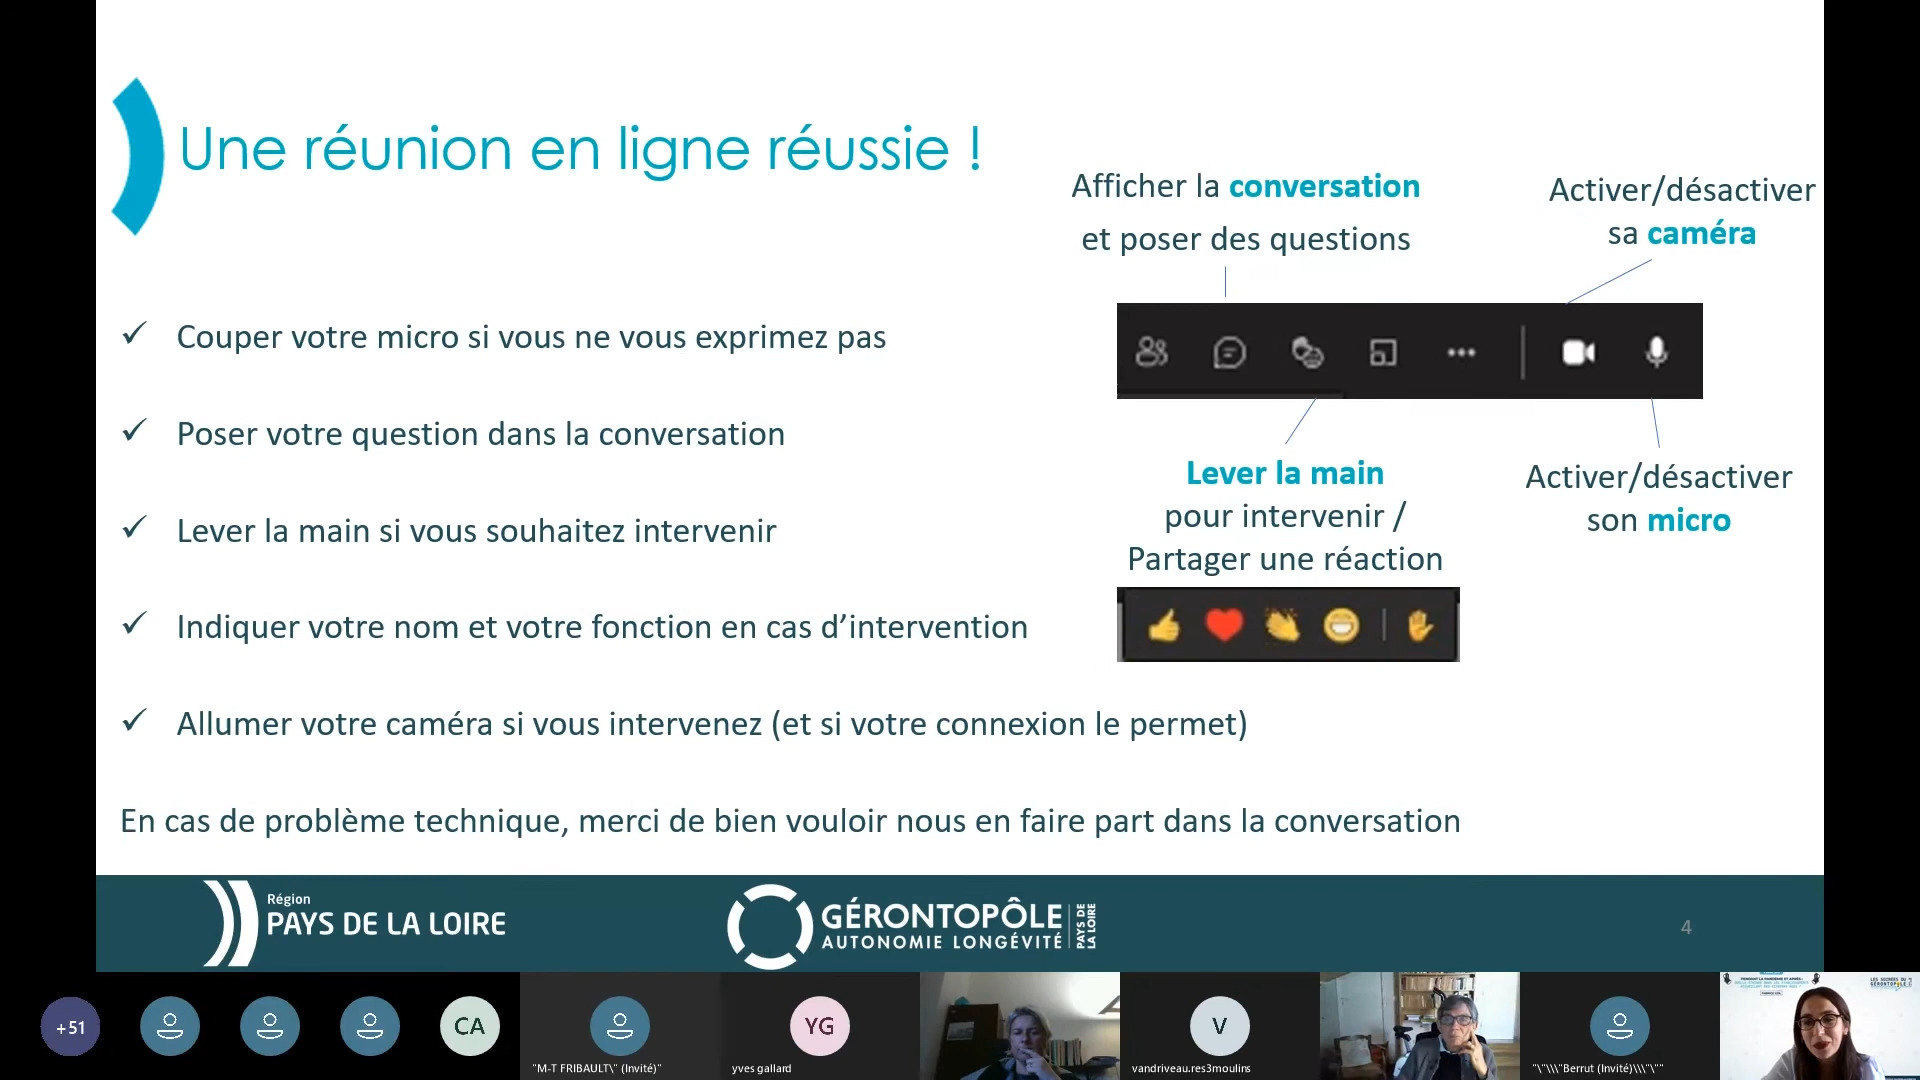 Une réunion en ligne réussie !
Afficher la conversation
et poser des questions
Activer/désactiver
sa caméra
Couper votre micro si vous ne vous exprimez pas
Poser votre question dans la conversation
Lever la main si vous souhaitez intervenir
Indiquer votre nom et votre fonction en cas d’intervention
Allumer votre caméra si vous intervenez (et si votre connexion le permet)
En cas de problème technique, merci de bien vouloir nous en faire part dans la conversation
Lever la main
pour intervenir /
Partager une réaction
Activer/désactiver
son micro
Région
PAYS DE LA LOIRE
GÉRONTOPÔLE
AUTONOMIE LONGÉVITÉ
PAYS DE
LA LOIRE
4
+51
CA
YG
V
"M-T FRIBAULT\" (Invité)"
yves gallard
vandriveau.res3moulins
"\"\\\"Berrut (Invité)\\\"\""
LES SOIRÉES DU
GÉRONTOPÔLE